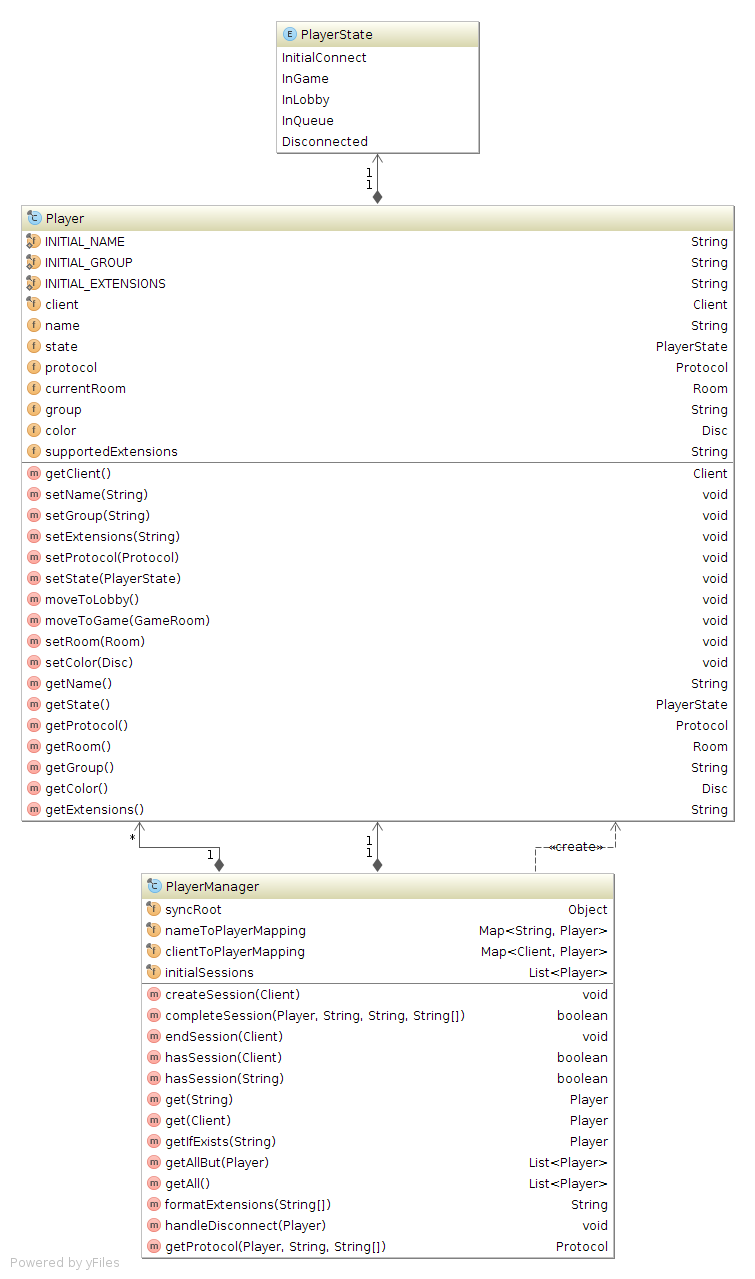 PlayerState
InitialConnect
InGame
InLobby
InQueue
Disconnected
1
1
Player
INITIAL_NAME String
INITIAL_GROUP String
INITIAL_EXTENSIONS String
client Client
name String
state PlayerState
protocol Protocol
currentRoom Room
group String
color Disc
supportedExtensions String
getClient() Client
setName(String) void
setGroup(String) void
setExtensions(String) void
setProtocol(Protocol) void
setState(PlayerState) void
moveToLobby() void
moveToGame(GameRoom) void
setRoom(Room) void
setColor(Disc) void
getName() String
getState() PlayerState
getProtocol() Protocol
getRoom() Room
getGroup() String
getColor() Disc
getExtensions() String
* 1
1 «create»
1 1
PlayerManager
syncRoot Object
nameToPlayerMapping Map<String, Player>
clientToPlayerMapping Map<Client, Player>
initialSessions List<Player>
createSession(Client) void
completeSession(Player, String, String, String[]) boolean
endSession(Client) void
hasSession(Client) boolean
hasSession(String) boolean
get(String) Player
get(Client) Player
getIfExists(String) Player
getAllBut(Player) List<Player>
getAll() List<Player>
formatExtensions(String[]) String
handleDisconnect(Player) void
getProtocol(Player, String, String[]) Protocol
Powered by yFiles